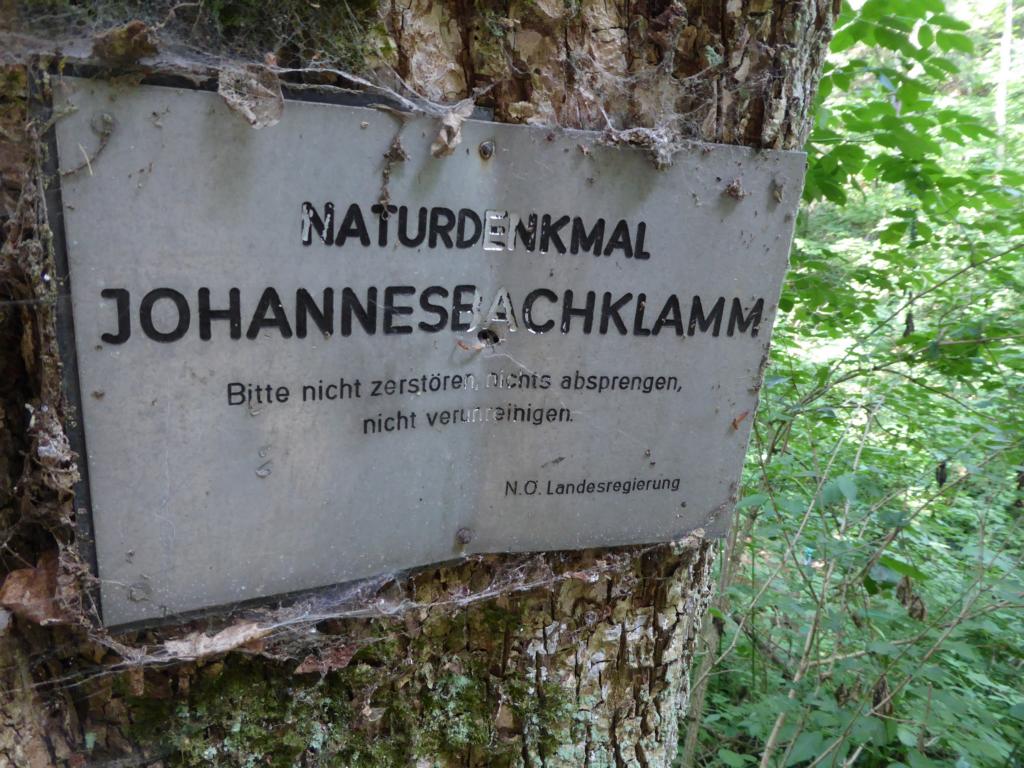 NATURDENKMAL
JOHANNESBACHKLAMM
Bitte nicht zerstören, nichts absprengen,
nicht verunreinigen.
N.Ö. Landesregierung